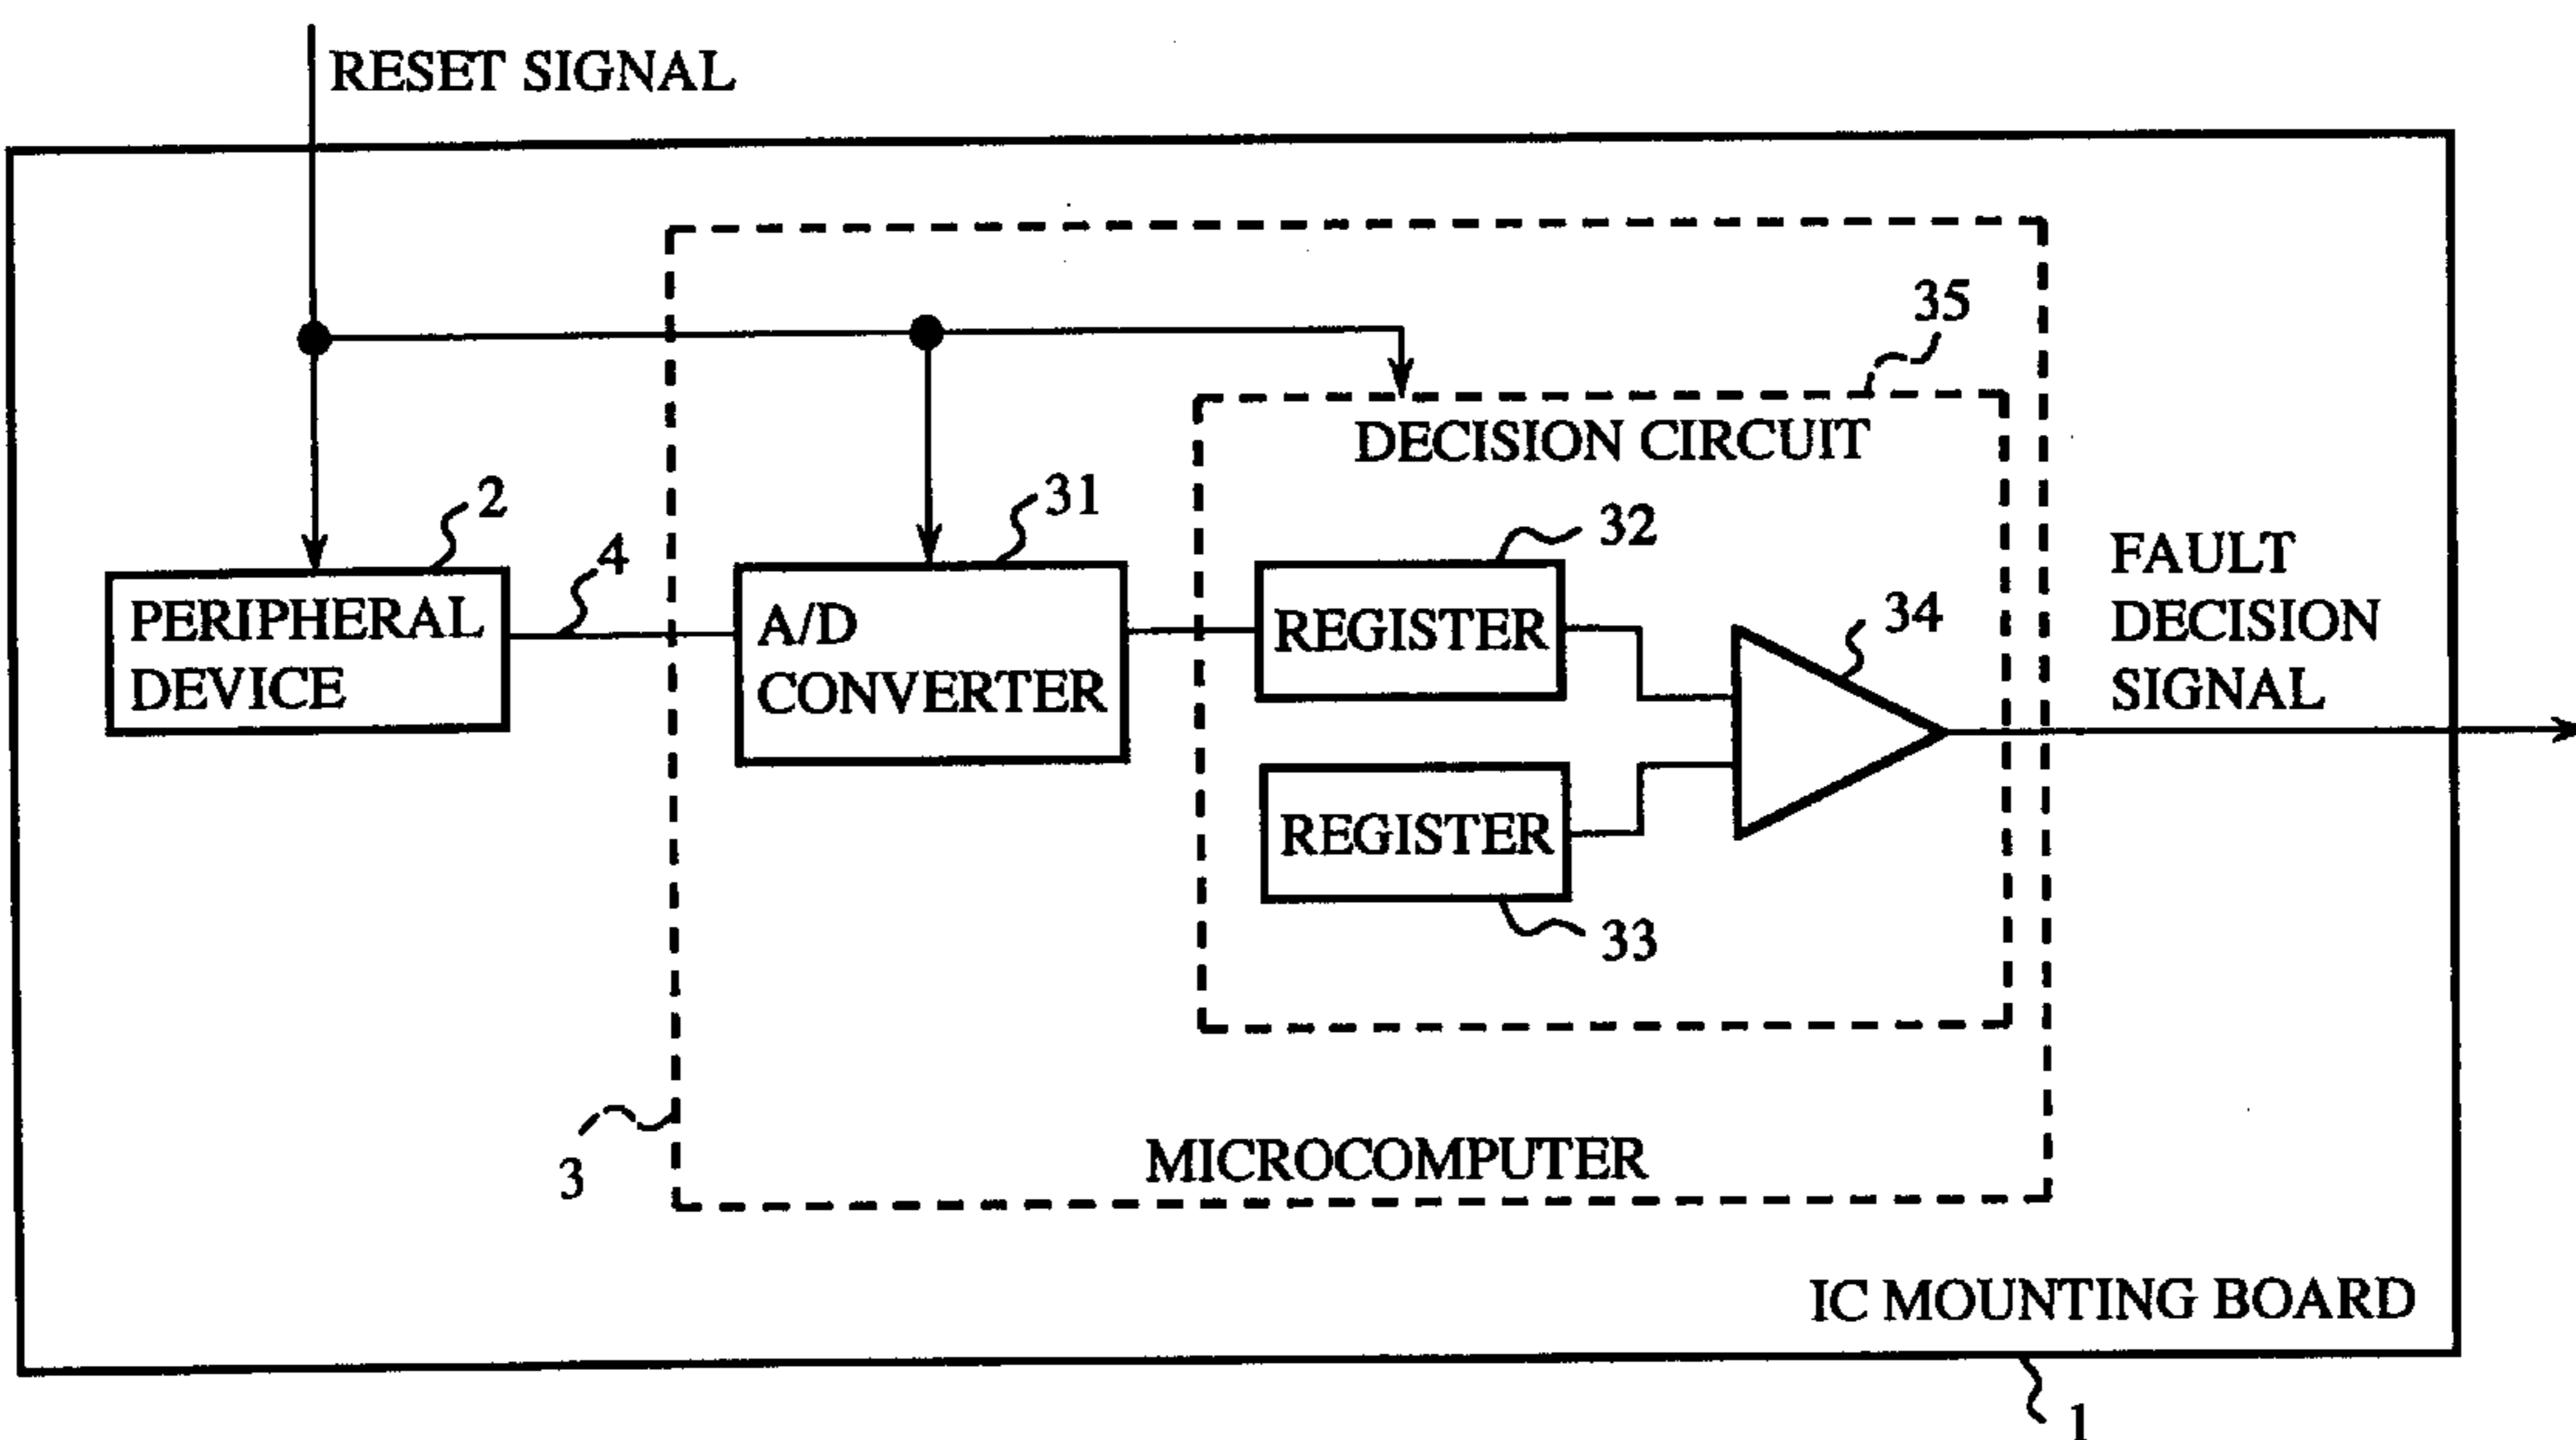 RESET SIGNAL
35
DECISION CIRCUIT
2
4
31
32
PERIPHERAL
DEVICE
A/D
CONVERTER
REGISTER
34
FAULT
DECISION
SIGNAL
REGISTER
33
3
MICROCOMPUTER
IC MOUNTING BOARD
1